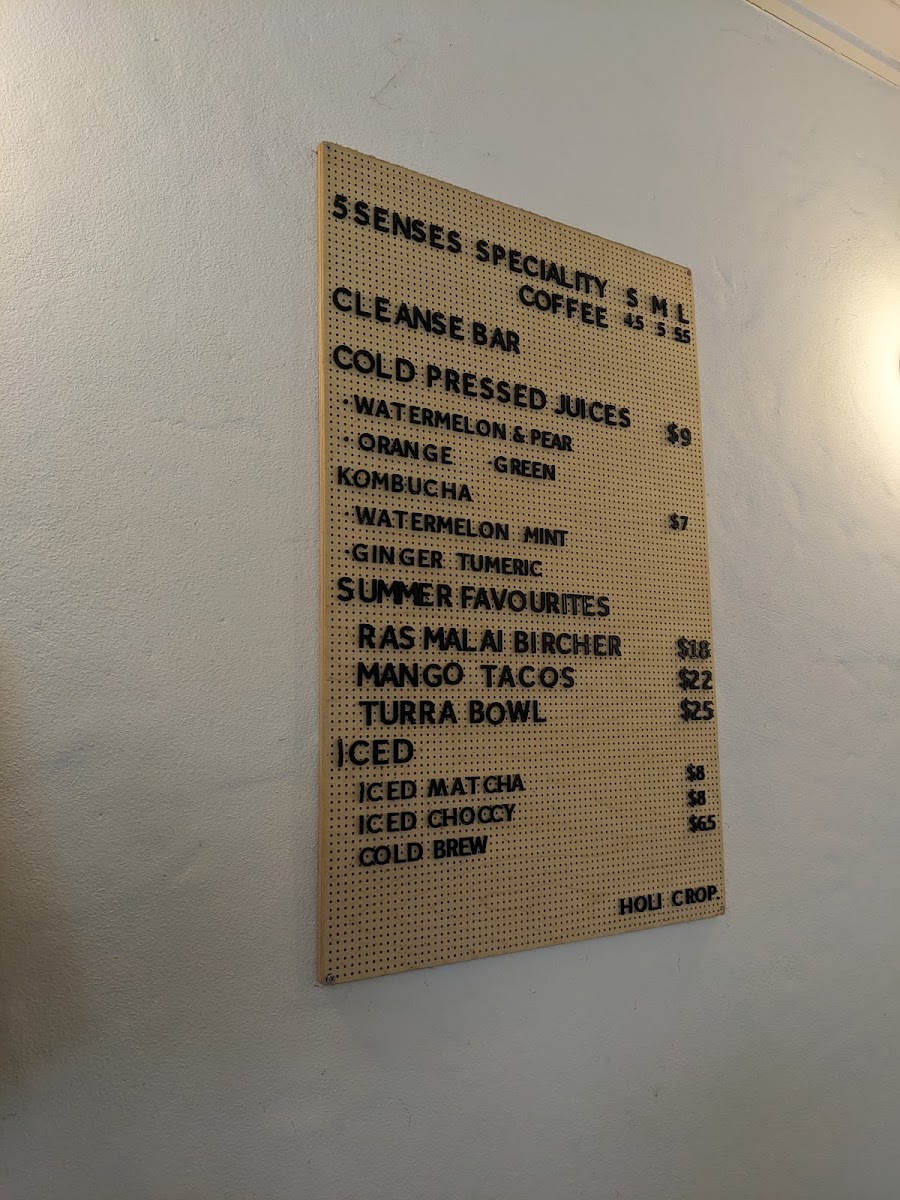 5 SENSES SPECIALITY S M L
COFFEE 4.5 5 5.5
CLEANSE BAR
COLD PRESSED JUICES $9
· WATERMELON & PEAR
· ORANGE · GREEN
KOMBUCHA $7
· WATERMELON MINT
· GINGER TUMERIC
SUMMER FAVOURITES
RAS MALAI BIRCHER $18
MANGO TACOS $22
TURRA BOWL $25
ICED
ICED MATCHA $8
ICED CHOCCY $8
COLD BREW $6.5
HOLI CROP.